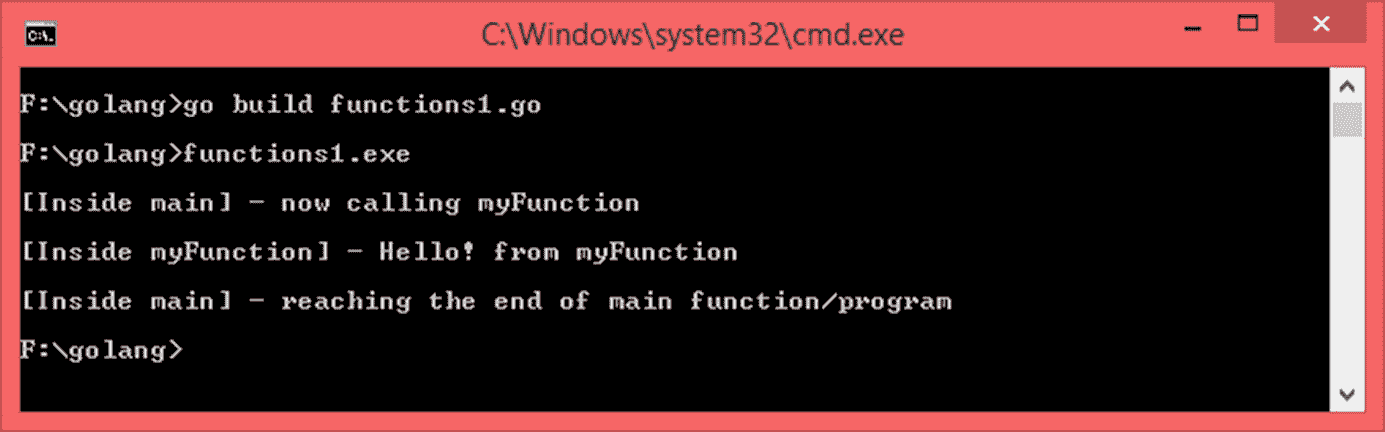 C:\Windows\system32\cmd.exe
F:\golang>go build functions1.go
F:\golang>functions1.exe
[Inside main] - now calling myFunction
[Inside myFunction] - Hello! from myFunction
[Inside main] - reaching the end of main function/program
F:\golang>